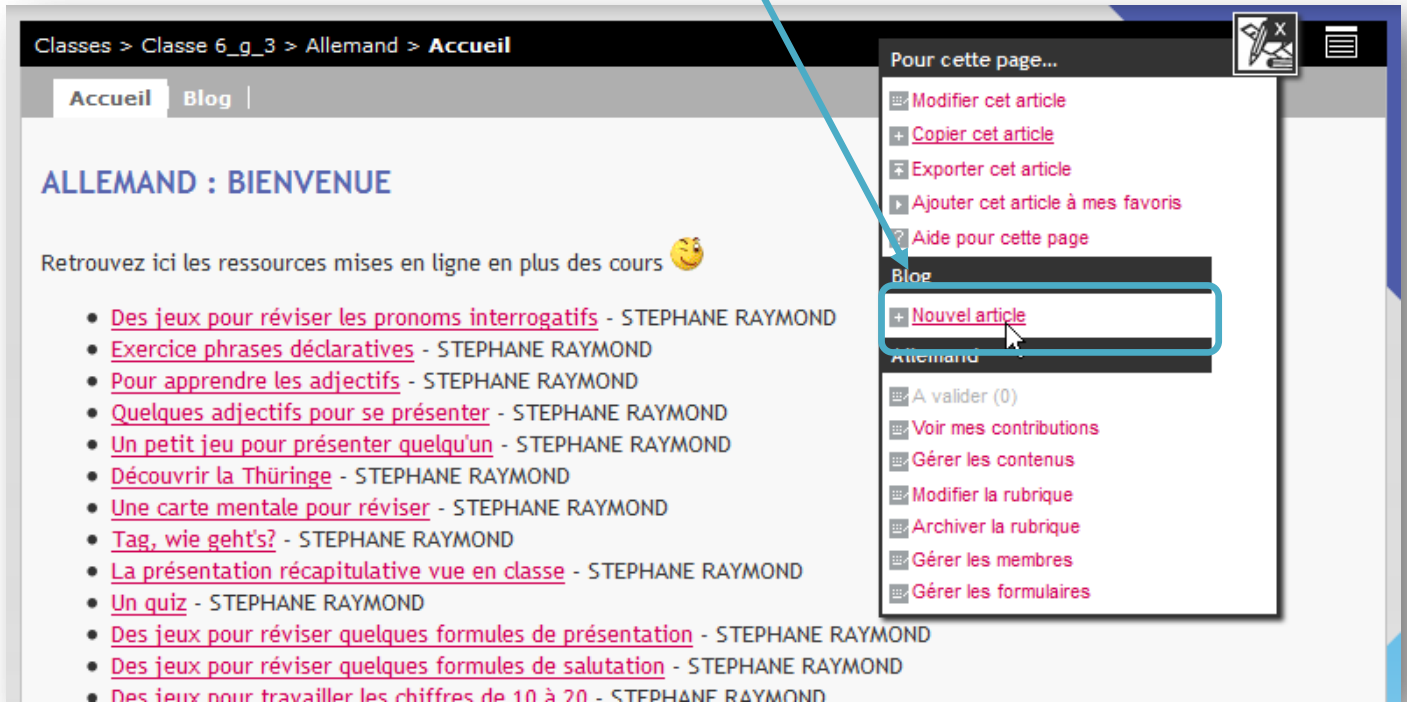 Classes > Classe 6_g_3 > Allemand > Accueil
Accueil | Blog |
ALLEMAND : BIENVENUE
Retrouvez ici les ressources mises en ligne en plus des cours
• Des jeux pour réviser les pronoms interrogatifs - STEPHANE RAYMOND
• Exercice phrases déclaratives - STEPHANE RAYMOND
• Pour apprendre les adjectifs - STEPHANE RAYMOND
• Quelques adjectifs pour se présenter - STEPHANE RAYMOND
• Un petit jeu pour présenter quelqu'un - STEPHANE RAYMOND
• Découvrir la Thüringe - STEPHANE RAYMOND
• Une carte mentale pour réviser - STEPHANE RAYMOND
• Tag, wie geht's? - STEPHANE RAYMOND
• La présentation récapitulative vue en classe - STEPHANE RAYMOND
• Un quiz - STEPHANE RAYMOND
• Des jeux pour réviser quelques formules de présentation - STEPHANE RAYMOND
• Des jeux pour réviser quelques formules de salutation - STEPHANE RAYMOND
• Des jeux pour travailler les chiffres de 10 à 20 - STEPHANE RAYMOND
Pour cette page...
Modifier cet article
Copier cet article
Exporter cet article
Ajouter cet article à mes favoris
Aide pour cette page
Blog
Nouvel article
Allemand
A valider (0)
Voir mes contributions
Gérer les contenus
Modifier la rubrique
Archiver la rubrique
Gérer les membres
Gérer les formulaires